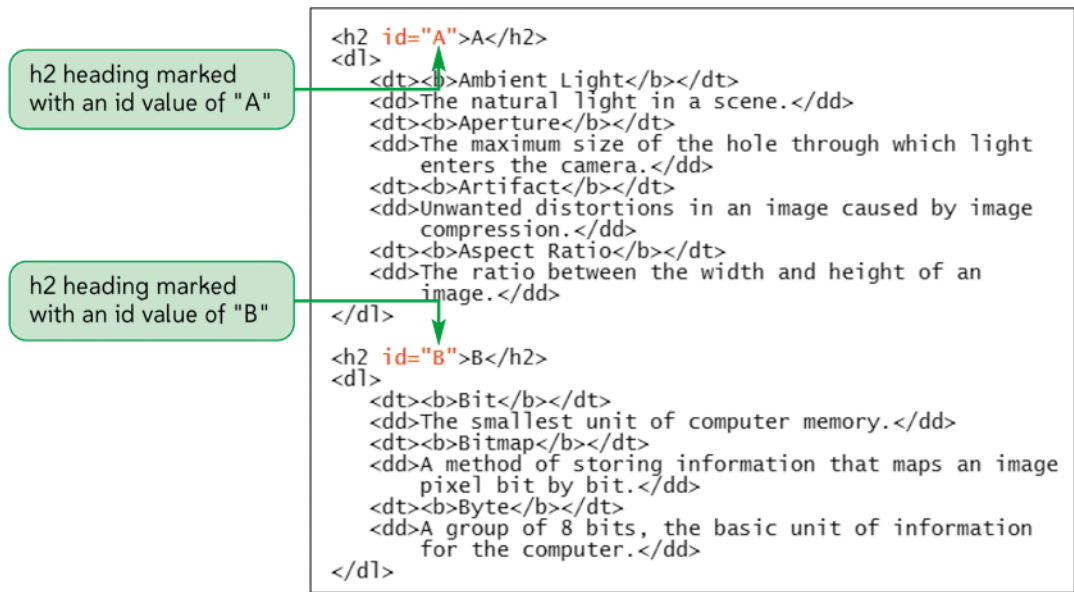 h2 heading marked
with an id value of "A"
h2 heading marked
with an id value of "B"
<h2 id="A">A</h2>
<dl>
<dt><b>Ambient Light</b></dt>
<dd>The natural light in a scene.</dd>
<dt><b>Aperture</b></dt>
<dd>The maximum size of the hole through which light
enters the camera.</dd>
<dt><b>Artifact</b></dt>
<dd>Unwanted distortions in an image caused by image
compression.</dd>
<dt><b>Aspect Ratio</b></dt>
<dd>The ratio between the width and height of an
image.</dd>
</dl>
<h2 id="B">B</h2>
<dl>
<dt><b>Bit</b></dt>
<dd>The smallest unit of computer memory.</dd>
<dt><b>Bitmap</b></dt>
<dd>A method of storing information that maps an image
pixel bit by bit.</dd>
<dt><b>Byte</b></dt>
<dd>A group of 8 bits, the basic unit of information
for the computer.</dd>
</dl>